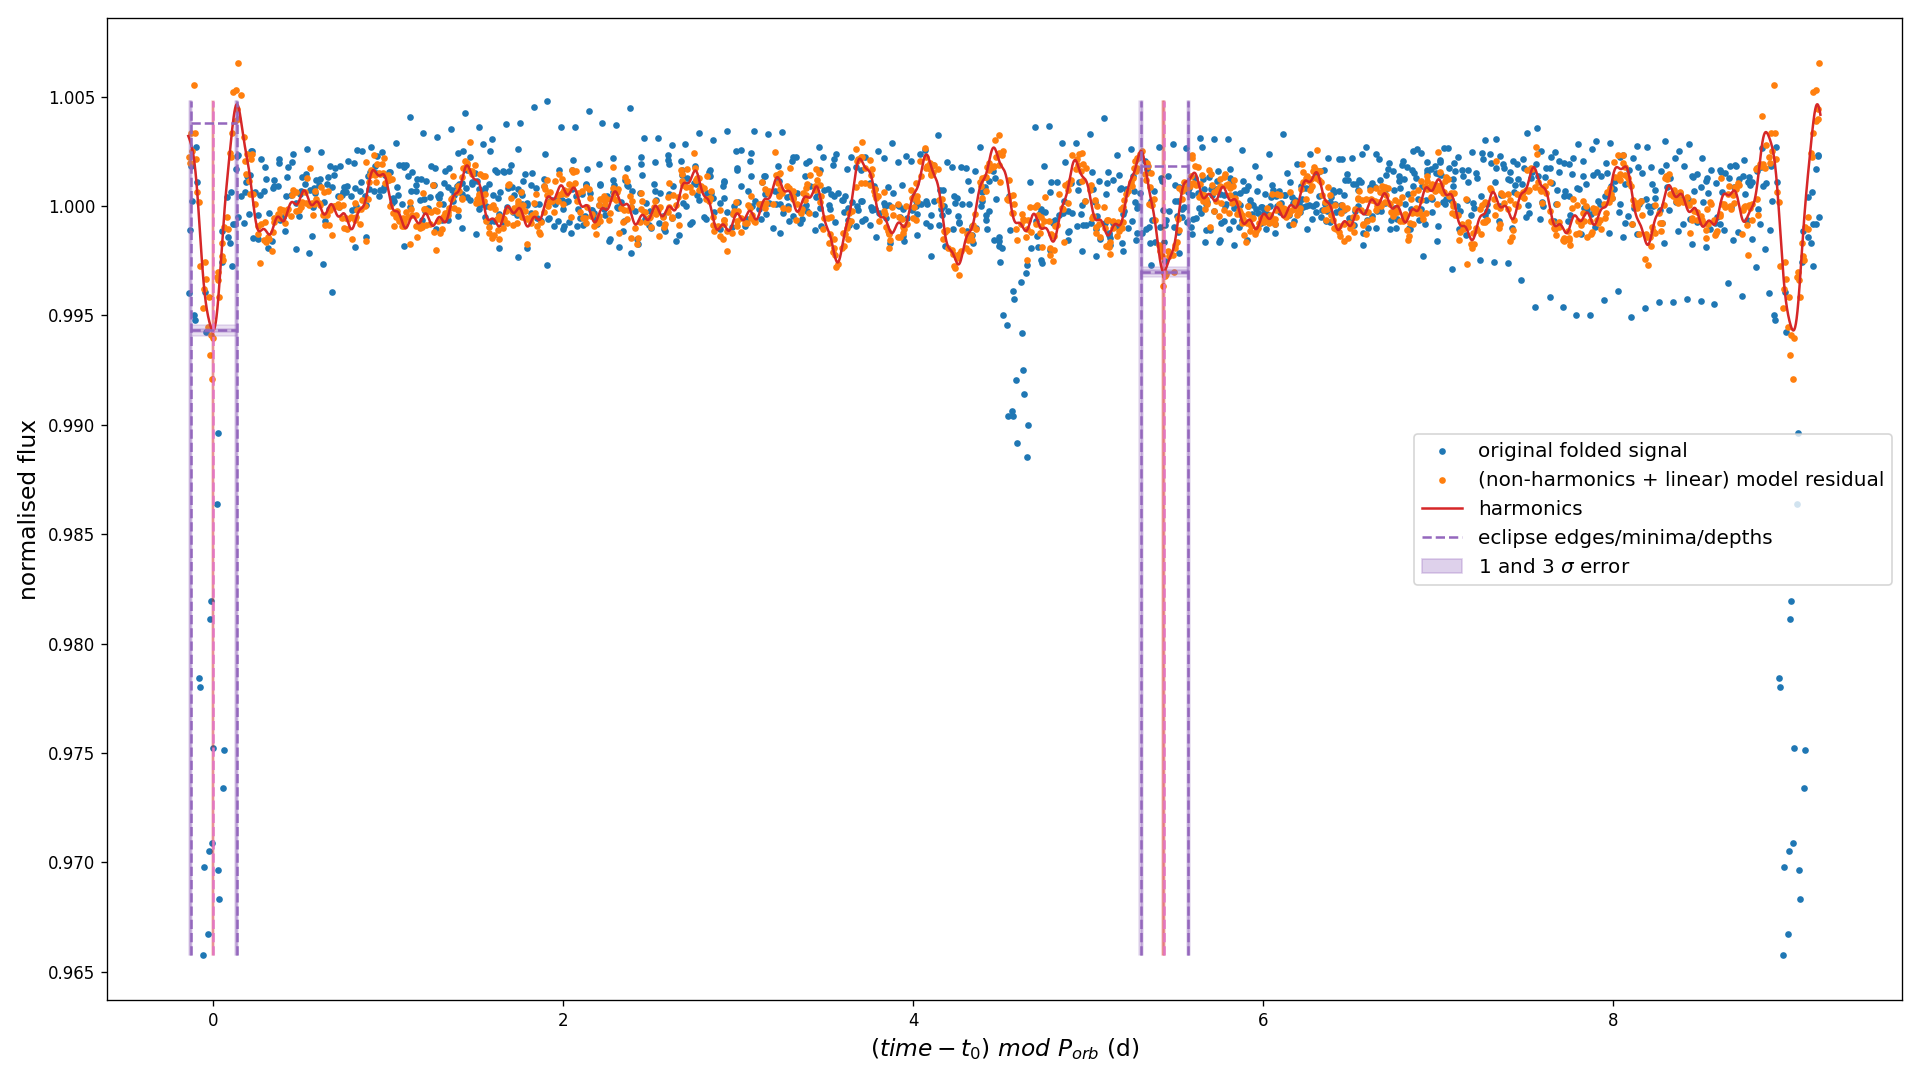 1.005
1.000
0.995
0.990
0.985
0.980
0.975
0.970
0.965
normalised flux
original folded signal
(non-harmonics + linear) model residual
harmonics
eclipse edges/minima/depths
1 and 3 σ error
0 2 4 6 8
(time − t₀) mod Pₒᵣb (d)